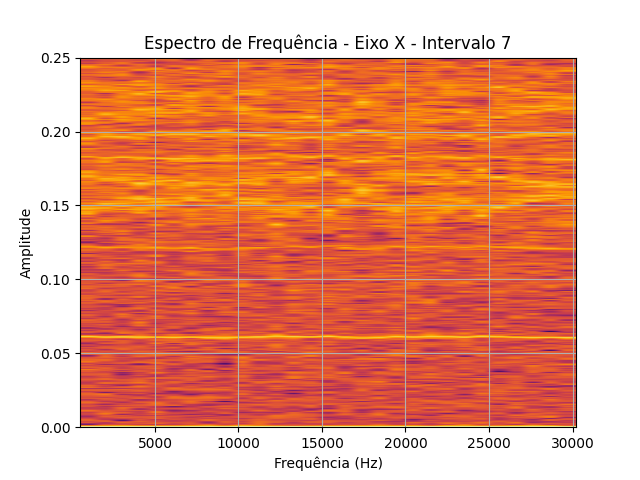 Espectro de Frequência - Eixo X - Intervalo 7
0.25
0.20
0.15
0.10
0.05
0.00
Amplitude
5000 10000 15000 20000 25000 30000
Frequência (Hz)